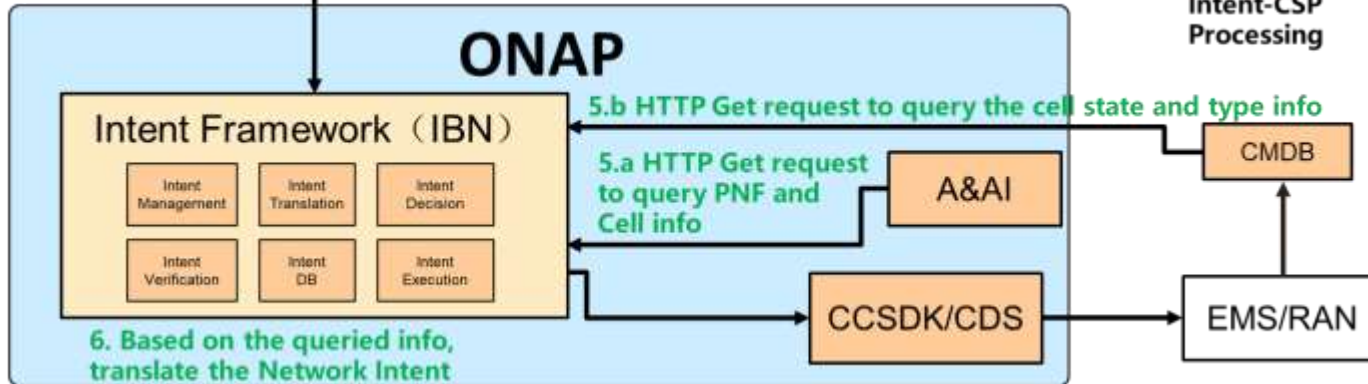 Intent-CSP
Processing
ONAP
5.b HTTP Get request to query the cell state and type info
Intent Framework（IBN）
CMDB
5.a HTTP Get request
to query PNF and
Cell info
A&AI
Intent
Management
Intent
Translation
Intent
Decision
Intent
Verification
Intent
DB
Intent
Execution
CCSDK/CDS
EMS/RAN
6. Based on the queried info,
translate the Network Intent